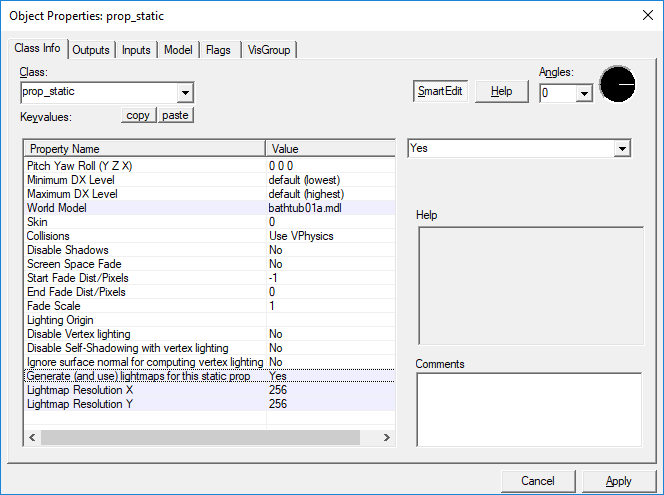 Object Properties: prop_static
Class Info Outputs Inputs Model Flags VisGroup
Class:
prop_static
SmartEdit Help
Angles:
0
Keyvalues: copy paste
Property Name Value
Pitch Yaw Roll (Y Z X) 0 0 0
Minimum DX Level default (lowest)
Maximum DX Level default (highest)
World Model bathtub01a.mdl
Skin 0
Collisions Use VPhysics
Disable Shadows No
Screen Space Fade No
Start Fade Dist/Pixels -1
End Fade Dist/Pixels 0
Fade Scale 1
Lighting Origin
Disable Vertex lighting No
Disable Self-Shadowing with vertex lighting No
Ignore surface normal for computing vertex lighting No
Generate (and use) lightmaps for this static prop Yes
Lightmap Resolution X 256
Lightmap Resolution Y 256
Yes
Help
Comments
Cancel Apply